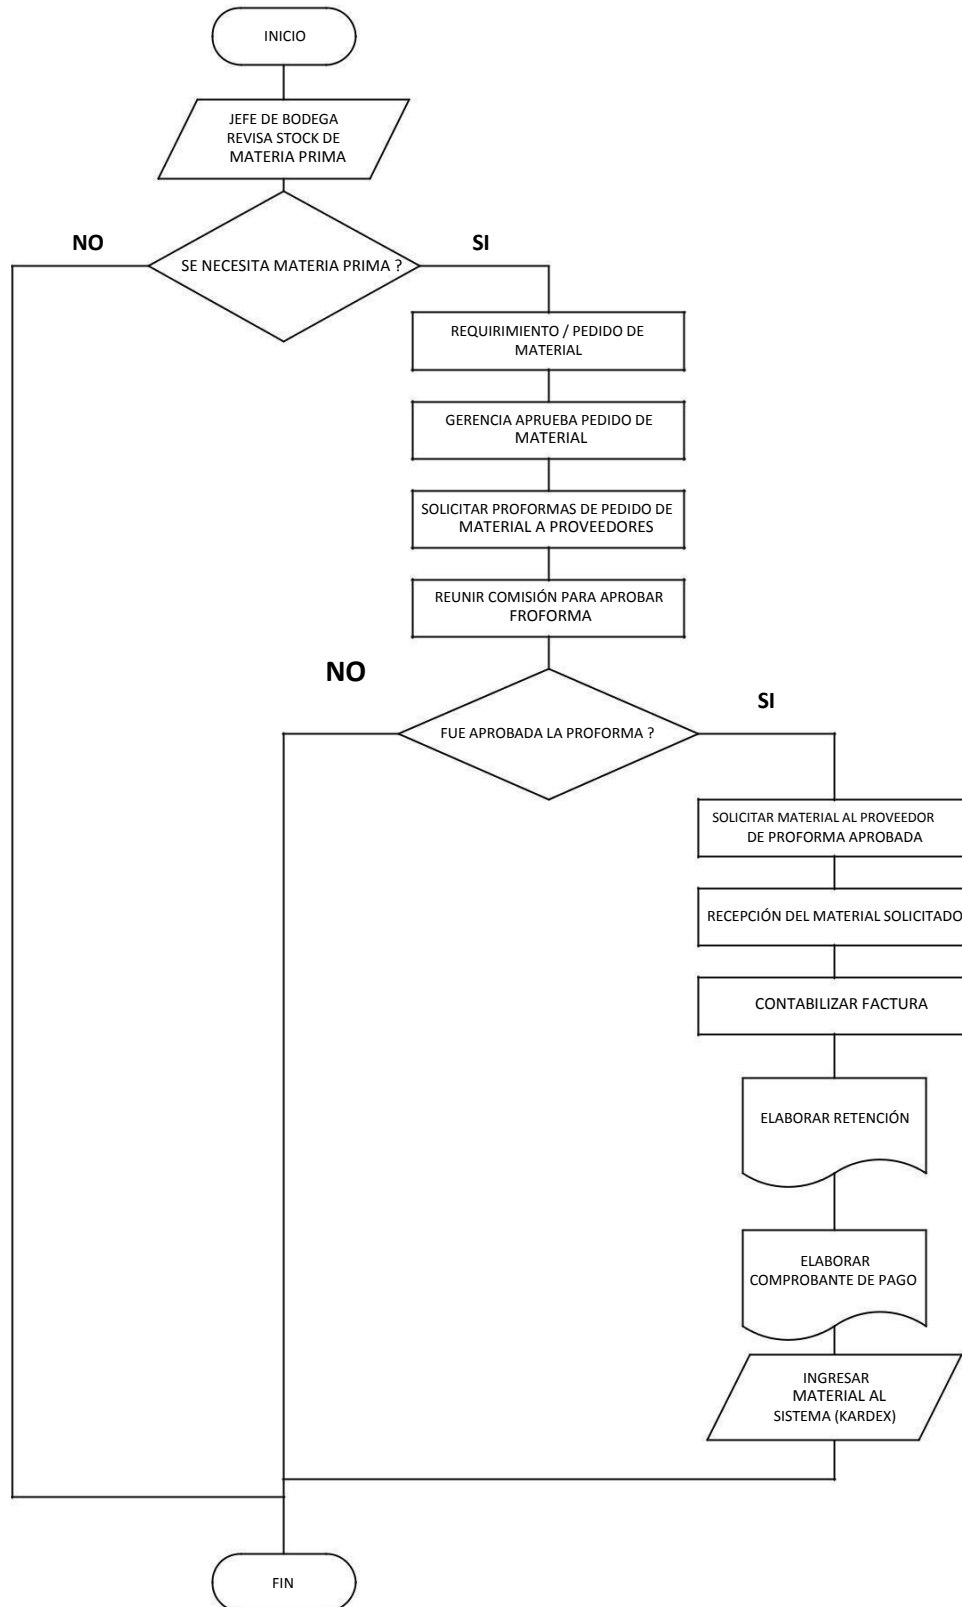 INICIO
JEFE DE BODEGA
REVISA STOCK DE
MATERIA PRIMA
NO
SI
SE NECESITA MATERIA PRIMA ?
REQUIRIMIENTO / PEDIDO DE
MATERIAL
GERENCIA APRUEBA PEDIDO DE
MATERIAL
SOLICITAR PROFORMAS DE PEDIDO DE
MATERIAL A PROVEEDORES
REUNIR COMISIÓN PARA APROBAR
FROFORMA
NO
SI
FUE APROBADA LA PROFORMA ?
SOLICITAR MATERIAL AL PROVEEDOR
DE PROFORMA APROBADA
RECEPCIÓN DEL MATERIAL SOLICITADO
CONTABILIZAR FACTURA
ELABORAR RETENCIÓN
ELABORAR
COMPROBANTE DE PAGO
INGRESAR
MATERIAL AL
SISTEMA (KARDEX)
FIN